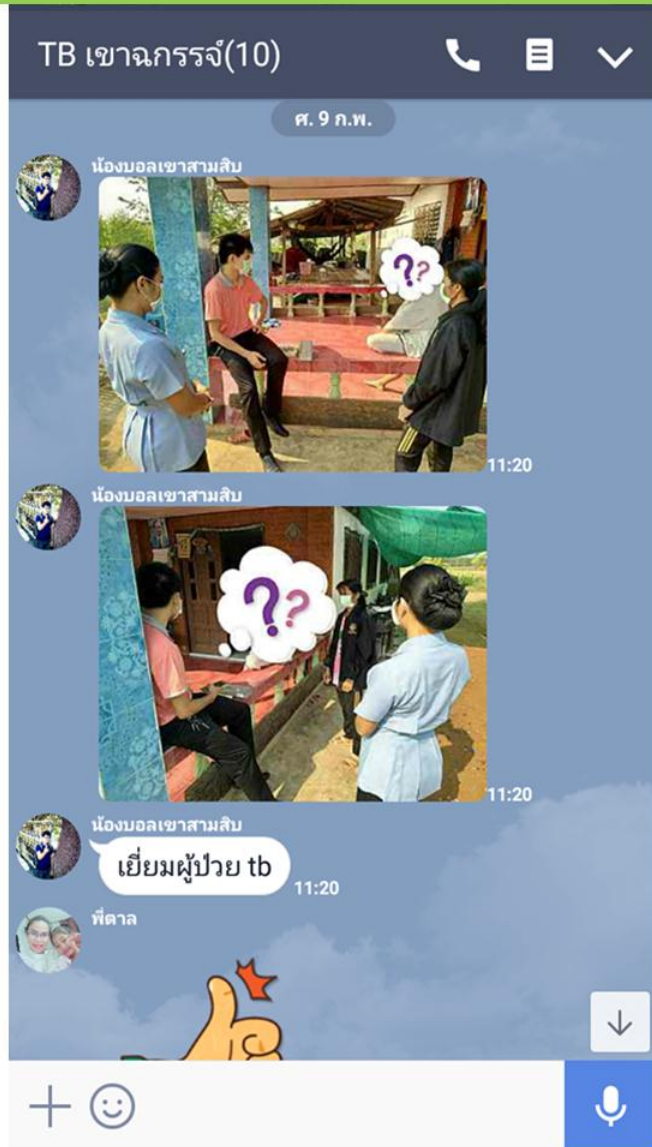 TB เขาฉกรรจ์(10)
ศ. 9 ก.พ.
น้องบอลเขาสามสิบ
??
11:20
น้องบอลเขาสามสิบ
??
11:20
น้องบอลเขาสามสิบ
เยี่ยมผู้ป่วย tb
11:20
พี่ตาล